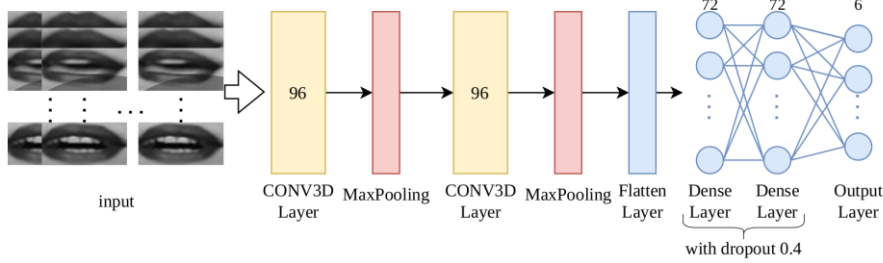 72
72
6
96
96
CONV3D
Layer
MaxPooling
CONV3D
Layer
MaxPooling
Flatten
Layer
Dense
Layer
Dense
Layer
Output
Layer
input
with dropout 0.4